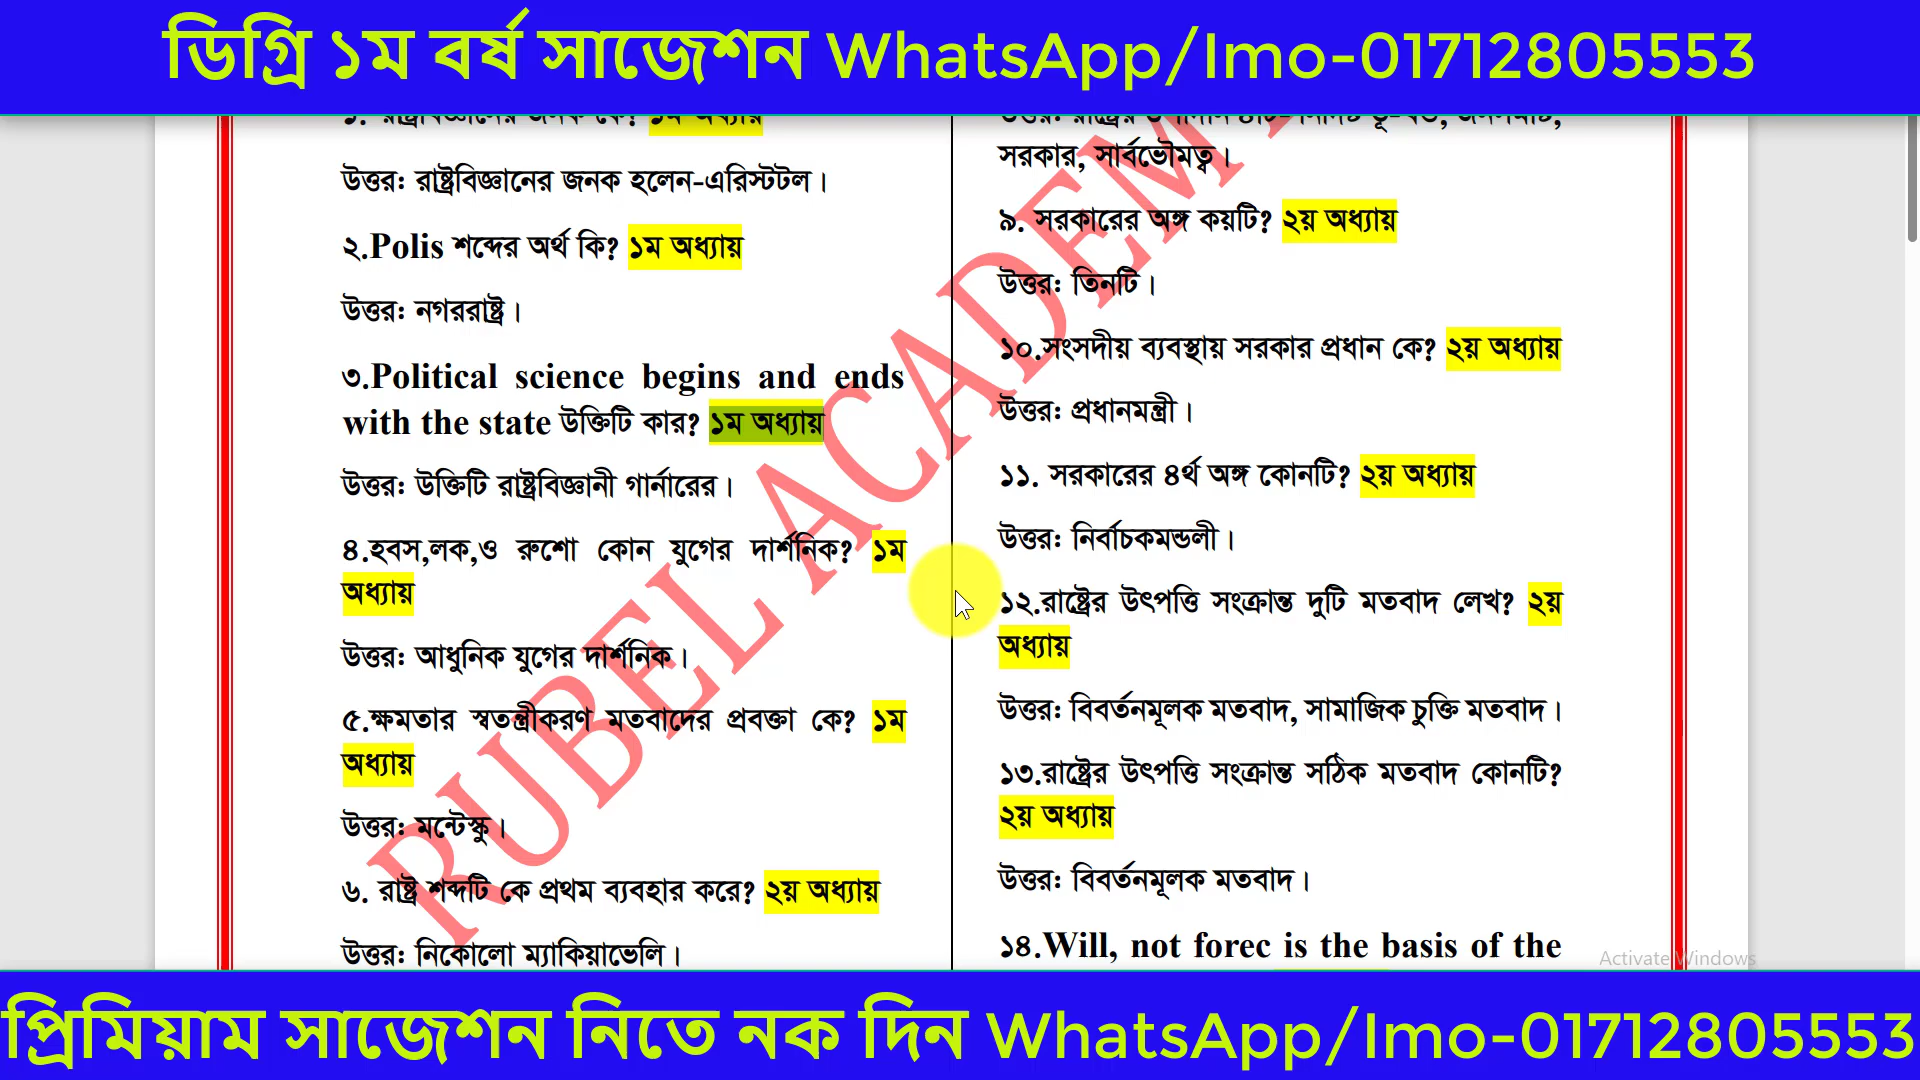 ডিগ্রি ১ম বর্ষ সাজেশন WhatsApp/Imo-01712805553
১. রাষ্ট্রবিজ্ঞানের জনক কে? ১ম অধ্যায়
উত্তর: রাষ্ট্রবিজ্ঞানের জনক হলেন-এরিস্টটল।
২.Polis শব্দের অর্থ কি? ১ম অধ্যায়
উত্তর: নগররাষ্ট্র।
৩.Political science begins and ends
with the state উক্তিটি কার? ১ম অধ্যায়
উত্তর: উক্তিটি রাষ্ট্রবিজ্ঞানী গার্নারের।
৪.হবস,লক,ও রুশো কোন যুগের দার্শনিক? ১ম
অধ্যায়
উত্তর: আধুনিক যুগের দার্শনিক।
৫.ক্ষমতার স্বতন্ত্রীকরণ মতবাদের প্রবক্তা কে? ১ম
অধ্যায়
উত্তর: মন্টেস্কু।
৬. রাষ্ট্র শব্দটি কে প্রথম ব্যবহার করে? ২য় অধ্যায়
উত্তর: নিকোলো ম্যাকিয়াভেলি।
সরকার, সার্বভৌমত্ব।
৯. সরকারের অঙ্গ কয়টি? ২য় অধ্যায়
উত্তর: তিনটি।
১০.সংসদীয় ব্যবস্থায় সরকার প্রধান কে? ২য় অধ্যায়
উত্তর: প্রধানমন্ত্রী।
১১. সরকারের ৪র্থ অঙ্গ কোনটি? ২য় অধ্যায়
উত্তর: নির্বাচকমন্ডলী।
১২.রাষ্ট্রের উৎপত্তি সংক্রান্ত দুটি মতবাদ লেখ? ২য়
অধ্যায়
উত্তর: বিবর্তনমূলক মতবাদ, সামাজিক চুক্তি মতবাদ।
১৩.রাষ্ট্রের উৎপত্তি সংক্রান্ত সঠিক মতবাদ কোনটি?
২য় অধ্যায়
উত্তর: বিবর্তনমূলক মতবাদ।
১৪.Will, not forec is the basis of the
RUBEL ACADEM
Activate Windows
প্রিমিয়াম সাজেশন নিতে নক দিন WhatsApp/Imo-01712805553